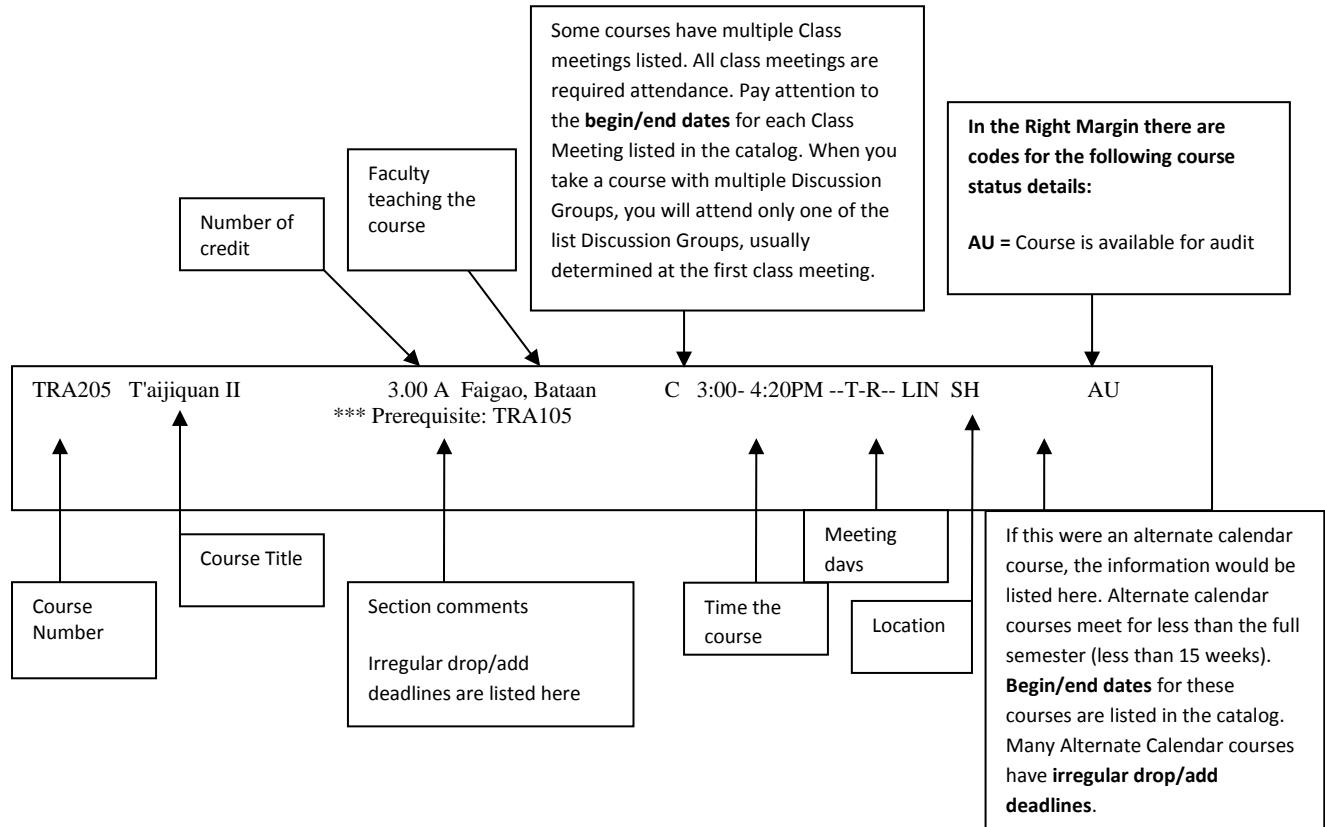 Some courses have multiple Class
meetings listed. All class meetings are
required attendance. Pay attention to
the begin/end dates for each Class
Meeting listed in the catalog. When you
take a course with multiple Discussion
Groups, you will attend only one of the
list Discussion Groups, usually
determined at the first class meeting.
In the Right Margin there are
codes for the following course
status details:
AU = Course is available for audit
Faculty
teaching the
course
Number of
credit
TRA205 T'aijiquan II 3.00 A Faigao, Bataan C 3:00- 4:20PM --T-R-- LIN SH AU
*** Prerequisite: TRA105
Course
Number
Course Title
Section comments
Irregular drop/add
deadlines are listed here
Time the
course
Meeting
days
Location
If this were an alternate calendar
course, the information would be
listed here. Alternate calendar
courses meet for less than the full
semester (less than 15 weeks).
Begin/end dates for these
courses are listed in the catalog.
Many Alternate Calendar courses
have irregular drop/add
deadlines.